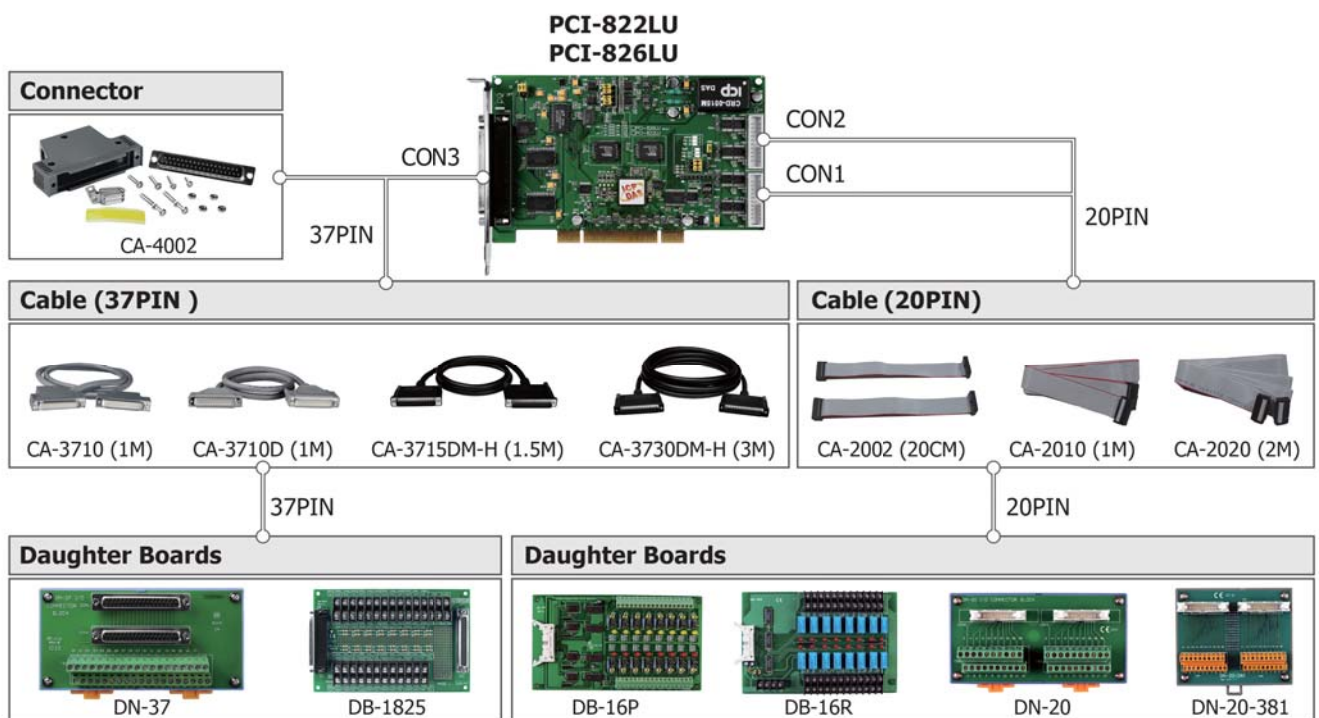 PCI-822LU
PCI-826LU
Connector
CA-4002
CON3
CON2
CON1
37PIN
20PIN
Cable (37PIN )
CA-3710 (1M)
CA-3710D (1M)
CA-3715DM-H (1.5M)
CA-3730DM-H (3M)
Cable (20PIN)
CA-2002 (20CM)
CA-2010 (1M)
CA-2020 (2M)
37PIN
20PIN
Daughter Boards
DN-37
DB-1825
Daughter Boards
DB-16P
DB-16R
DN-20
DN-20-381